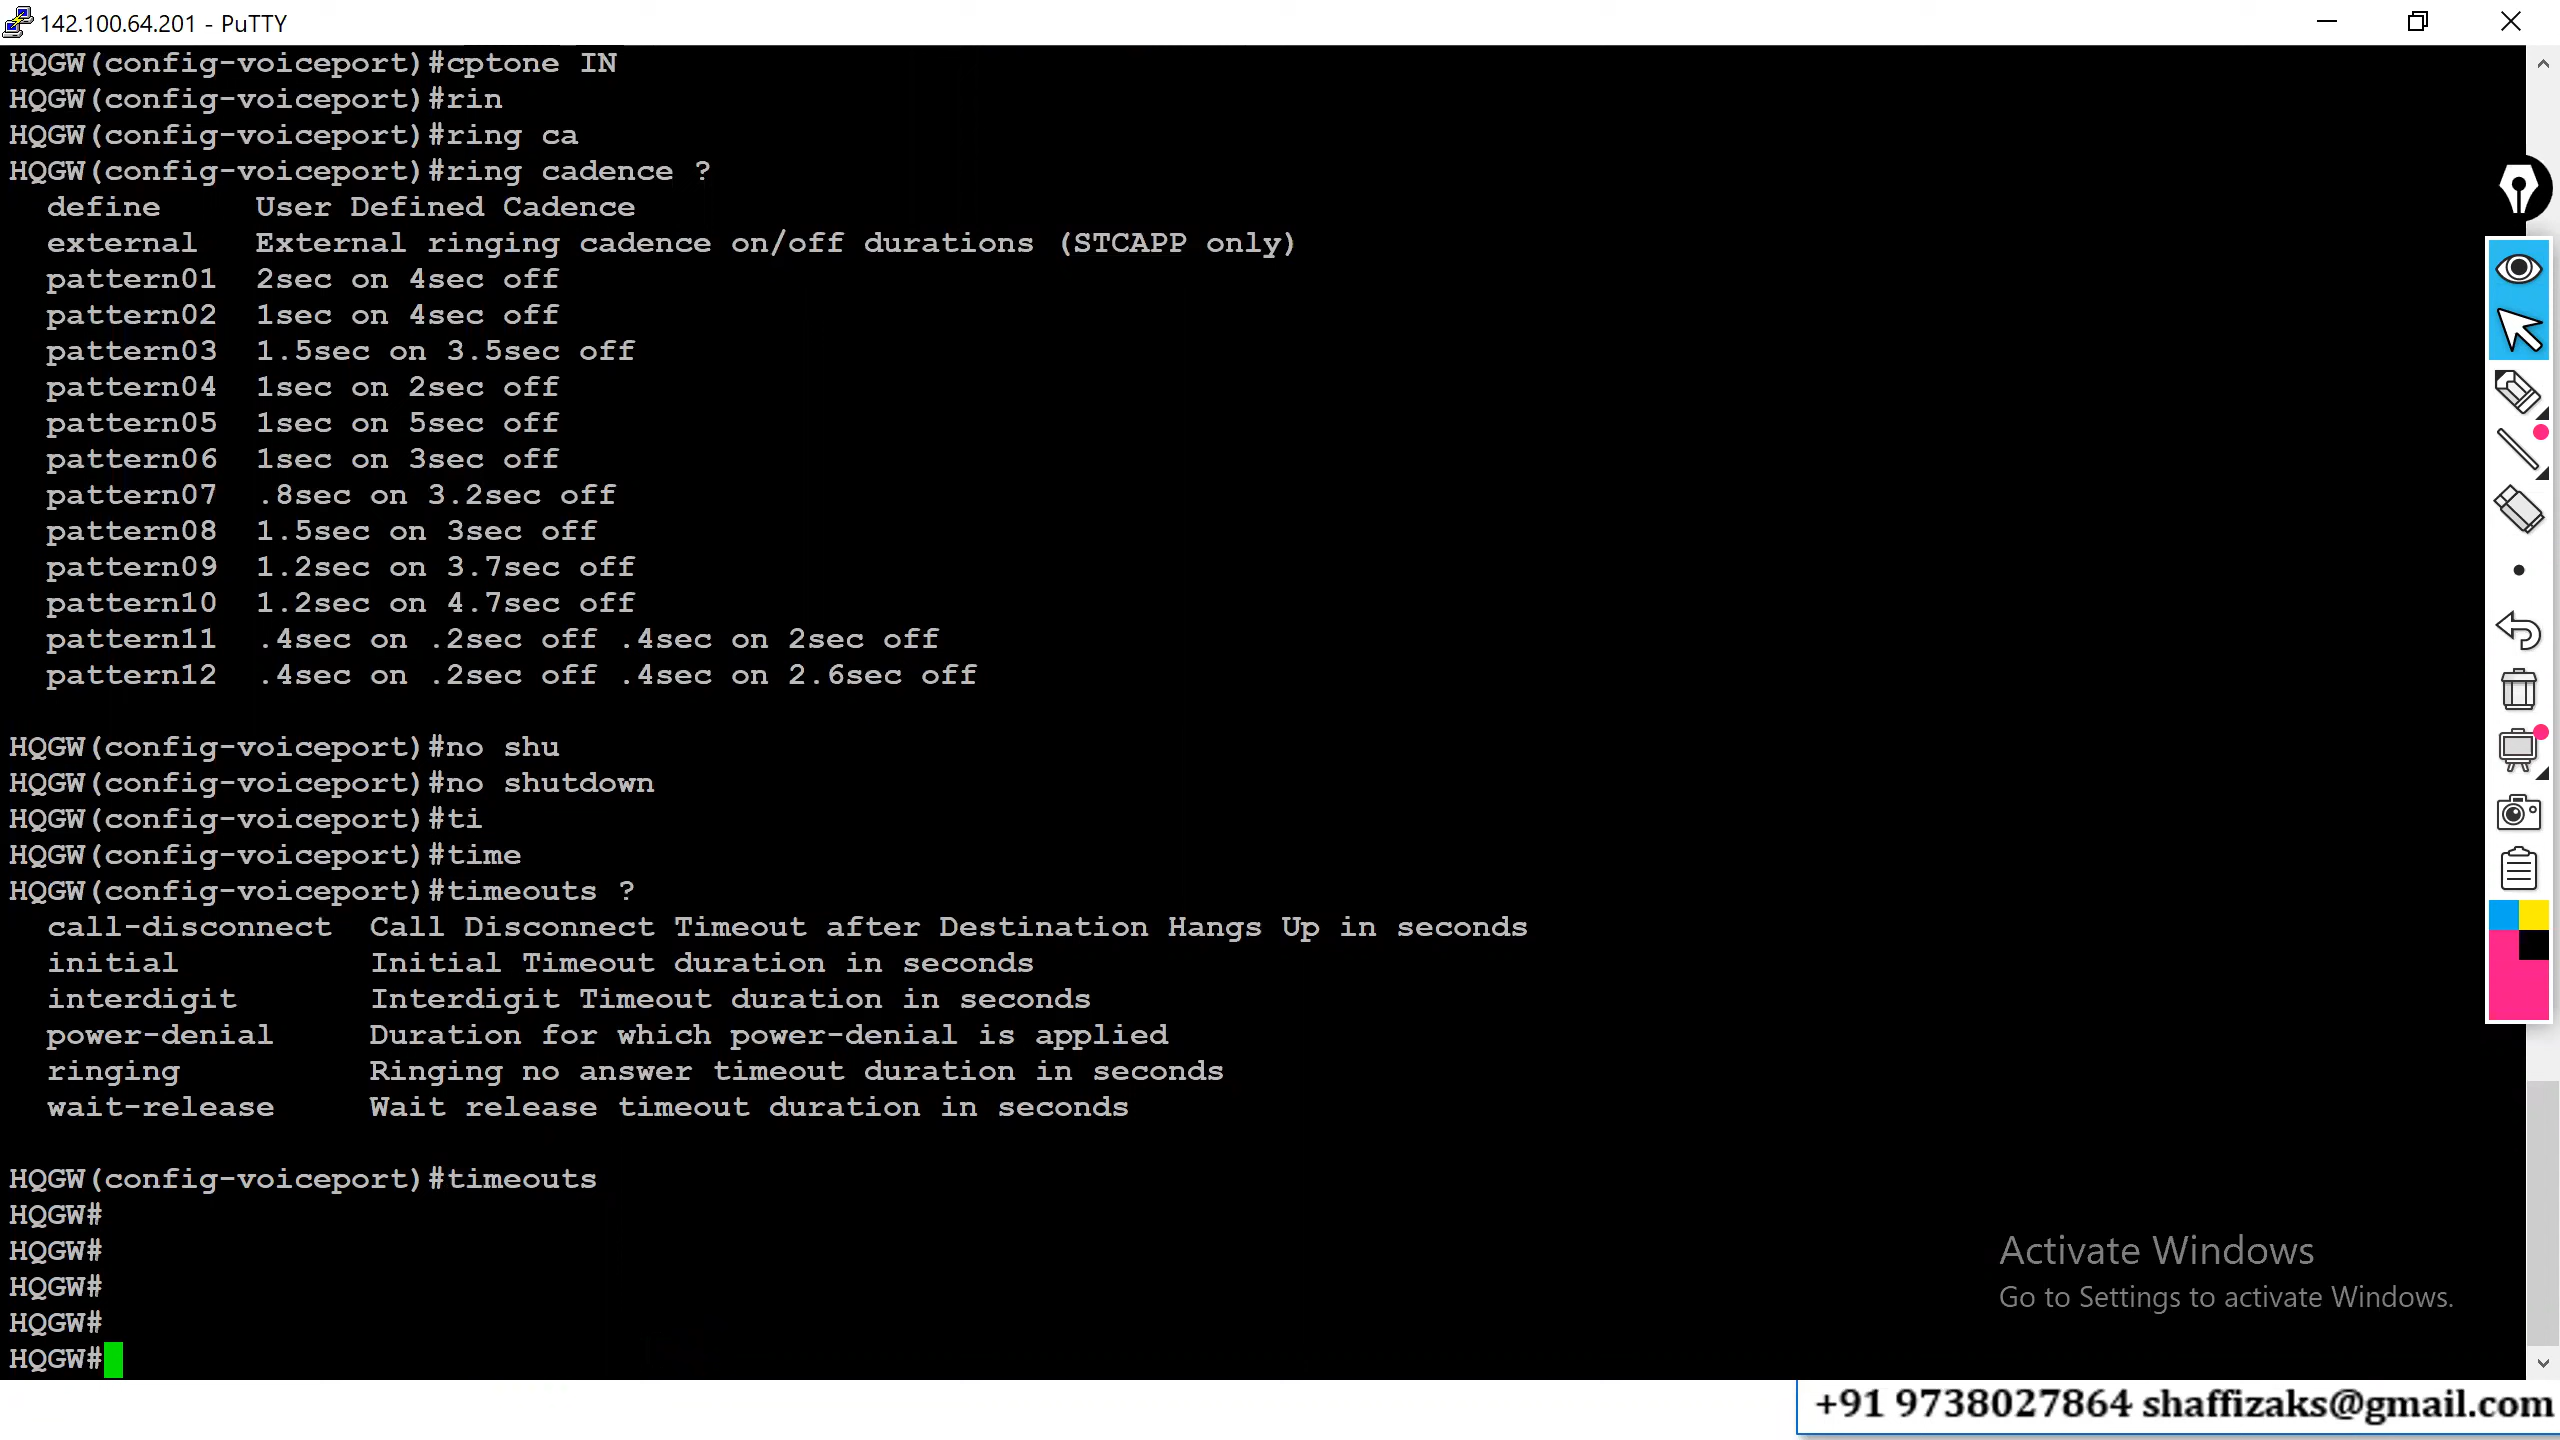 142.100.64.201 - PuTTY
HQGW(config-voiceport)#cptone IN
HQGW(config-voiceport)#rin
HQGW(config-voiceport)#ring ca
HQGW(config-voiceport)#ring cadence ?
define User Defined Cadence
external External ringing cadence on/off durations (STCAPP only)
pattern01 2sec on 4sec off
pattern02 1sec on 4sec off
pattern03 1.5sec on 3.5sec off
pattern04 1sec on 2sec off
pattern05 1sec on 5sec off
pattern06 1sec on 3sec off
pattern07 .8sec on 3.2sec off
pattern08 1.5sec on 3sec off
pattern09 1.2sec on 3.7sec off
pattern10 1.2sec on 4.7sec off
pattern11 .4sec on .2sec off .4sec on 2sec off
pattern12 .4sec on .2sec off .4sec on 2.6sec off
HQGW(config-voiceport)#no shu
HQGW(config-voiceport)#no shutdown
HQGW(config-voiceport)#ti
HQGW(config-voiceport)#time
HQGW(config-voiceport)#timeouts ?
call-disconnect Call Disconnect Timeout after Destination Hangs Up in seconds
initial Initial Timeout duration in seconds
interdigit Interdigit Timeout duration in seconds
power-denial Duration for which power-denial is applied
ringing Ringing no answer timeout duration in seconds
wait-release Wait release timeout duration in seconds
HQGW(config-voiceport)#timeouts
HQGW#
HQGW#
HQGW#
HQGW#
HQGW#
Activate Windows
Go to Settings to activate Windows.
+91 9738027864 shaffizaks@gmail.com